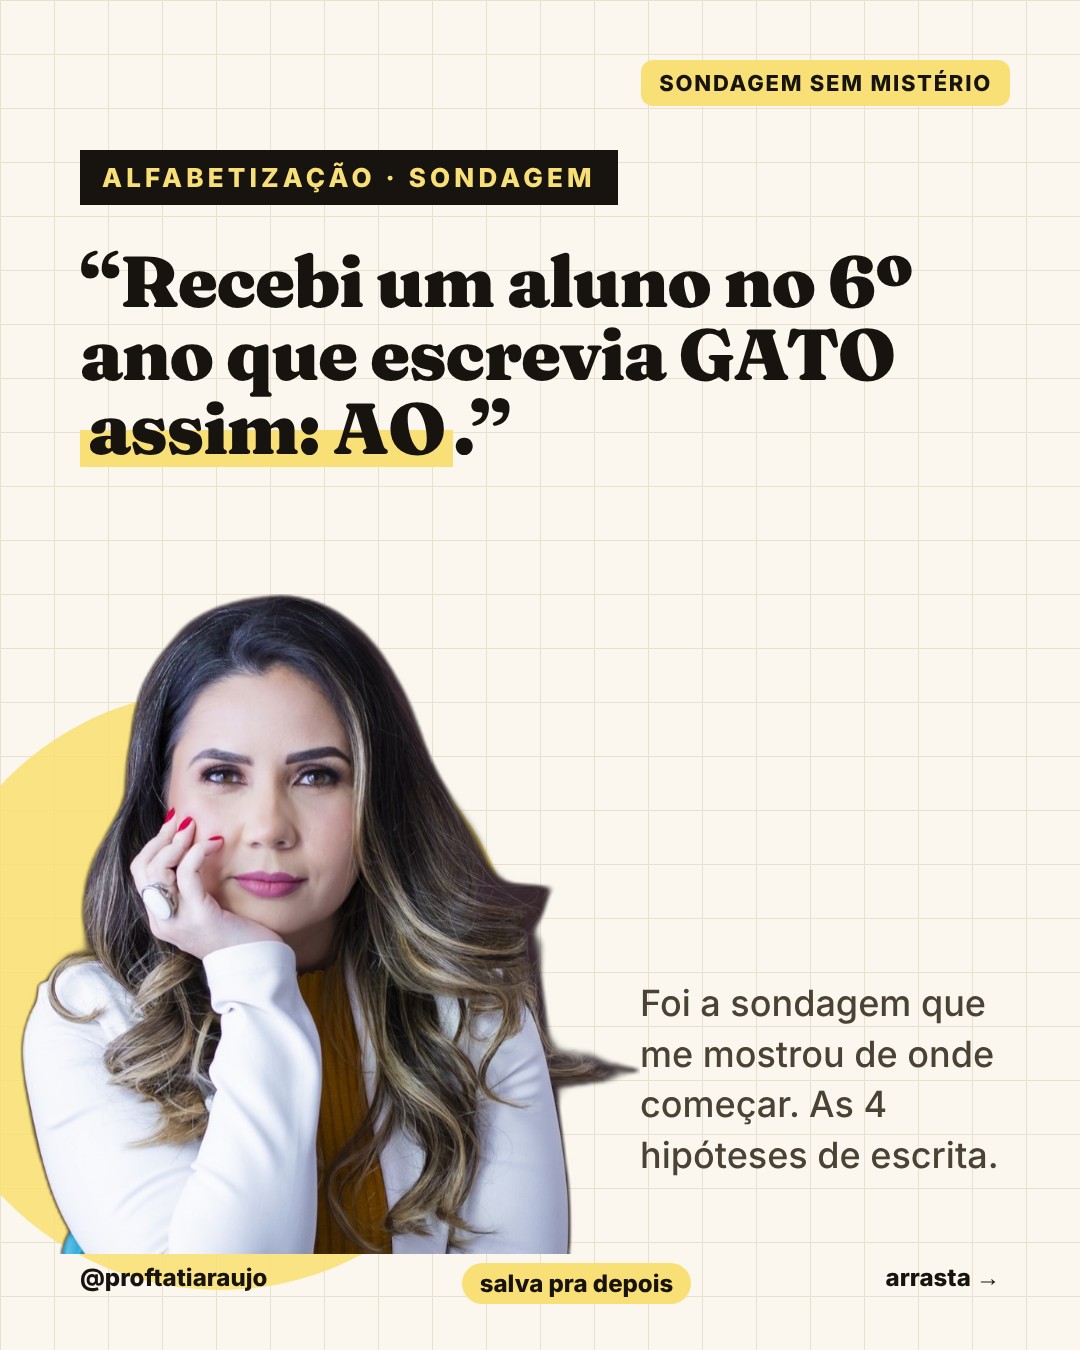 SONDAGEM SEM MISTÉRIO
ALFABETIZAÇÃO · SONDAGEM
“Recebi um aluno no 6º
ano que escrevia GATO
assim: AO.”
Foi a sondagem que
me mostrou de onde
começar. As 4
hipóteses de escrita.
@proftatiaraujo
salva pra depois
arrasta →